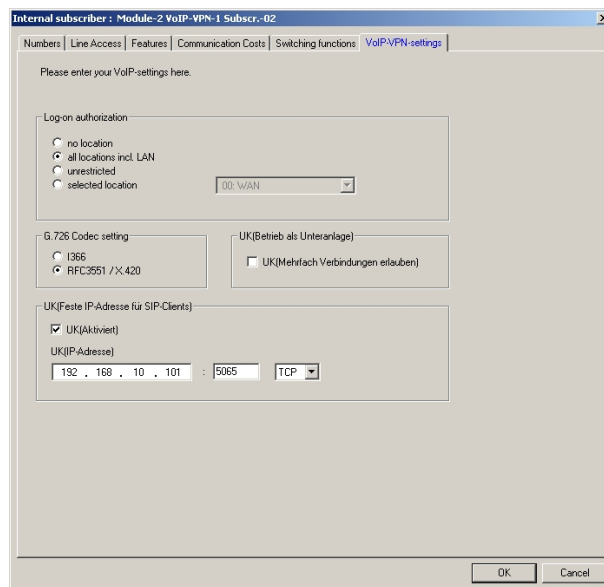 Internal subscriber : Module-2 VoIP-VPN-1 Subscr.-02
Numbers Line Access Features Communication Costs Switching functions VoIP-VPN-settings
Please enter your VoIP-settings here.
Log-on authorization
no location
all locations incl. LAN
unrestricted
selected location 00: WAN
G.726 Codec setting
I366
RFC3551 / X.420
UK(Betrieb als Unteranlage)
UK(Mehrfach Verbindungen erlauben)
UK(Feste IP-Adresse für SIP-Clients)
UK(Aktiviert)
UK(IP-Adresse)
192 . 168 . 10 . 101 : 5065 TCP
OK Cancel